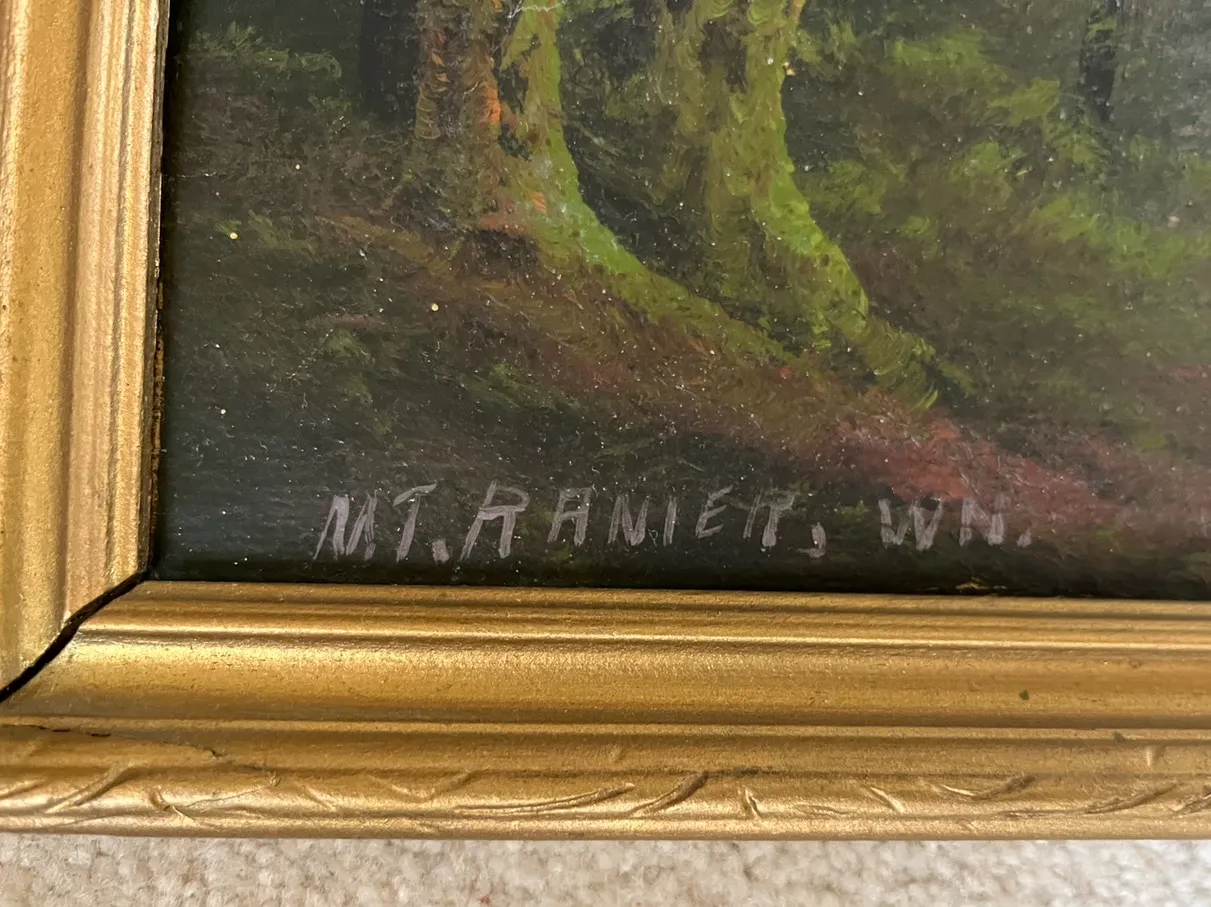 MT. RANIER, WN.